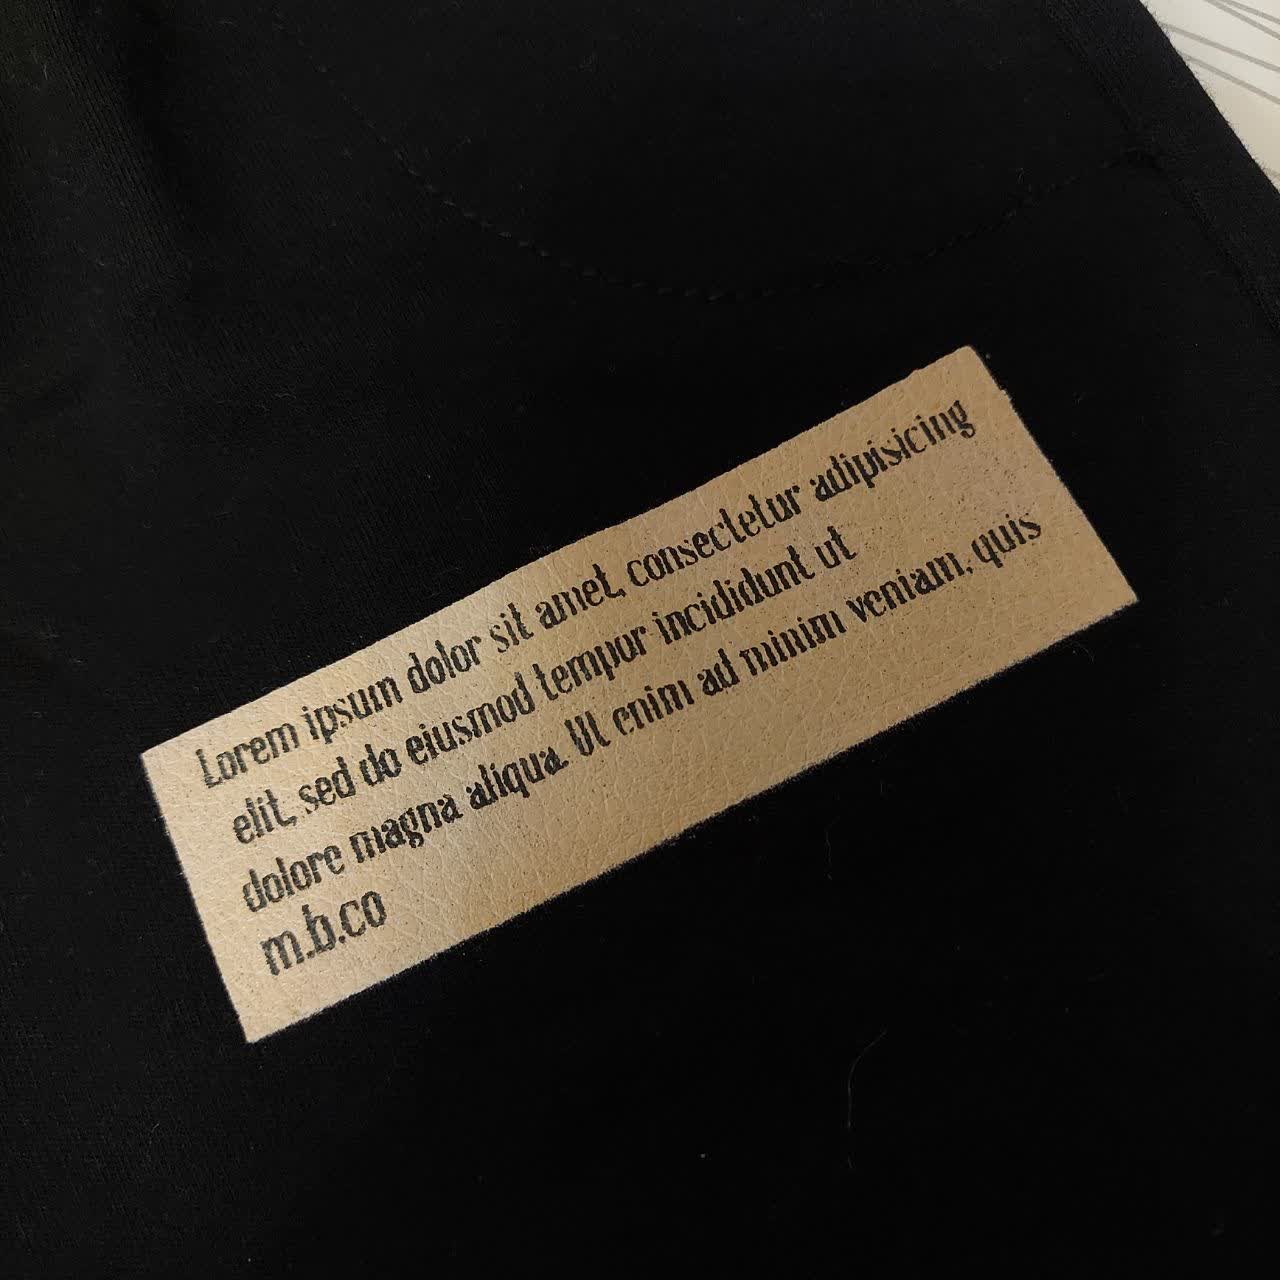 Lorem ipsum dolor sit amet, consectetur adipisicing
elit, sed do eiusmod tempor incididunt ut
dolore magna aliqua. Ut enim ad minim veniam, quis
m.b.co